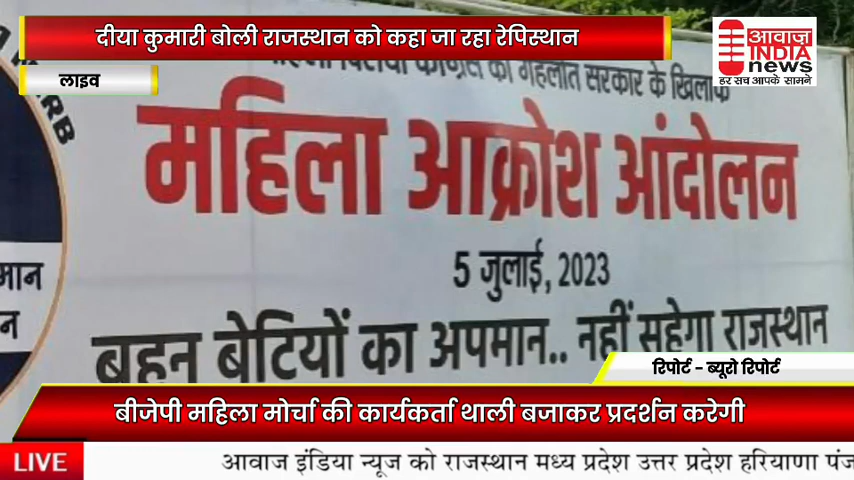 दीया कुमारी बोली राजस्थान को कहा जा रहा रेपिस्थान
आवाज़
INDIA
news
हर सच आपके सामने
लाइव
कांग्रेस की गहलोत सरकार के खिलाफ
महिला आक्रोश आंदोलन
5 जुलाई, 2023
मान
न
बहन बेटियों का अपमान.. नहीं सहेगा राजस्थान
रिपोर्ट - ब्यूरो रिपोर्ट
बीजेपी महिला मोर्चा की कार्यकर्ता थाली बजाकर प्रदर्शन करेगी
LIVE
आवाज इंडिया न्यूज को राजस्थान मध्य प्रदेश उत्तर प्रदेश हरियाणा पंज